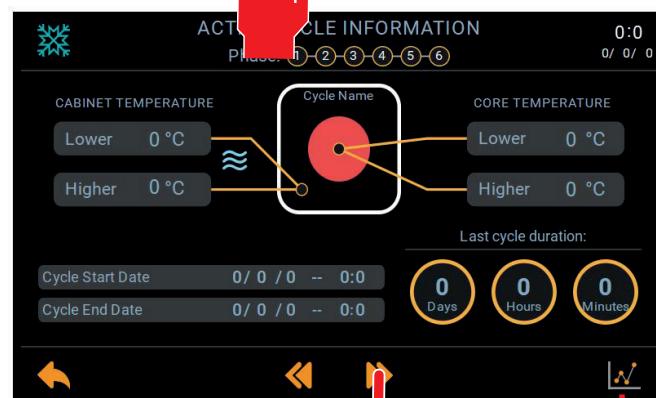 CLE INFORMATION
0:0
1 2 3 4 5 6
0/ 0/ 0
CABINET TEMPERATURE
Cycle Name
CORE TEMPERATURE
Lower 0 °C
Lower 0 °C
Higher 0 °C
Higher 0 °C
Last cycle duration:
Cycle Start Date 0/ 0 /0 -- 0:0
Cycle End Date 0/ 0 /0 -- 0:0
0 Days
0 Hours
0 Minutes